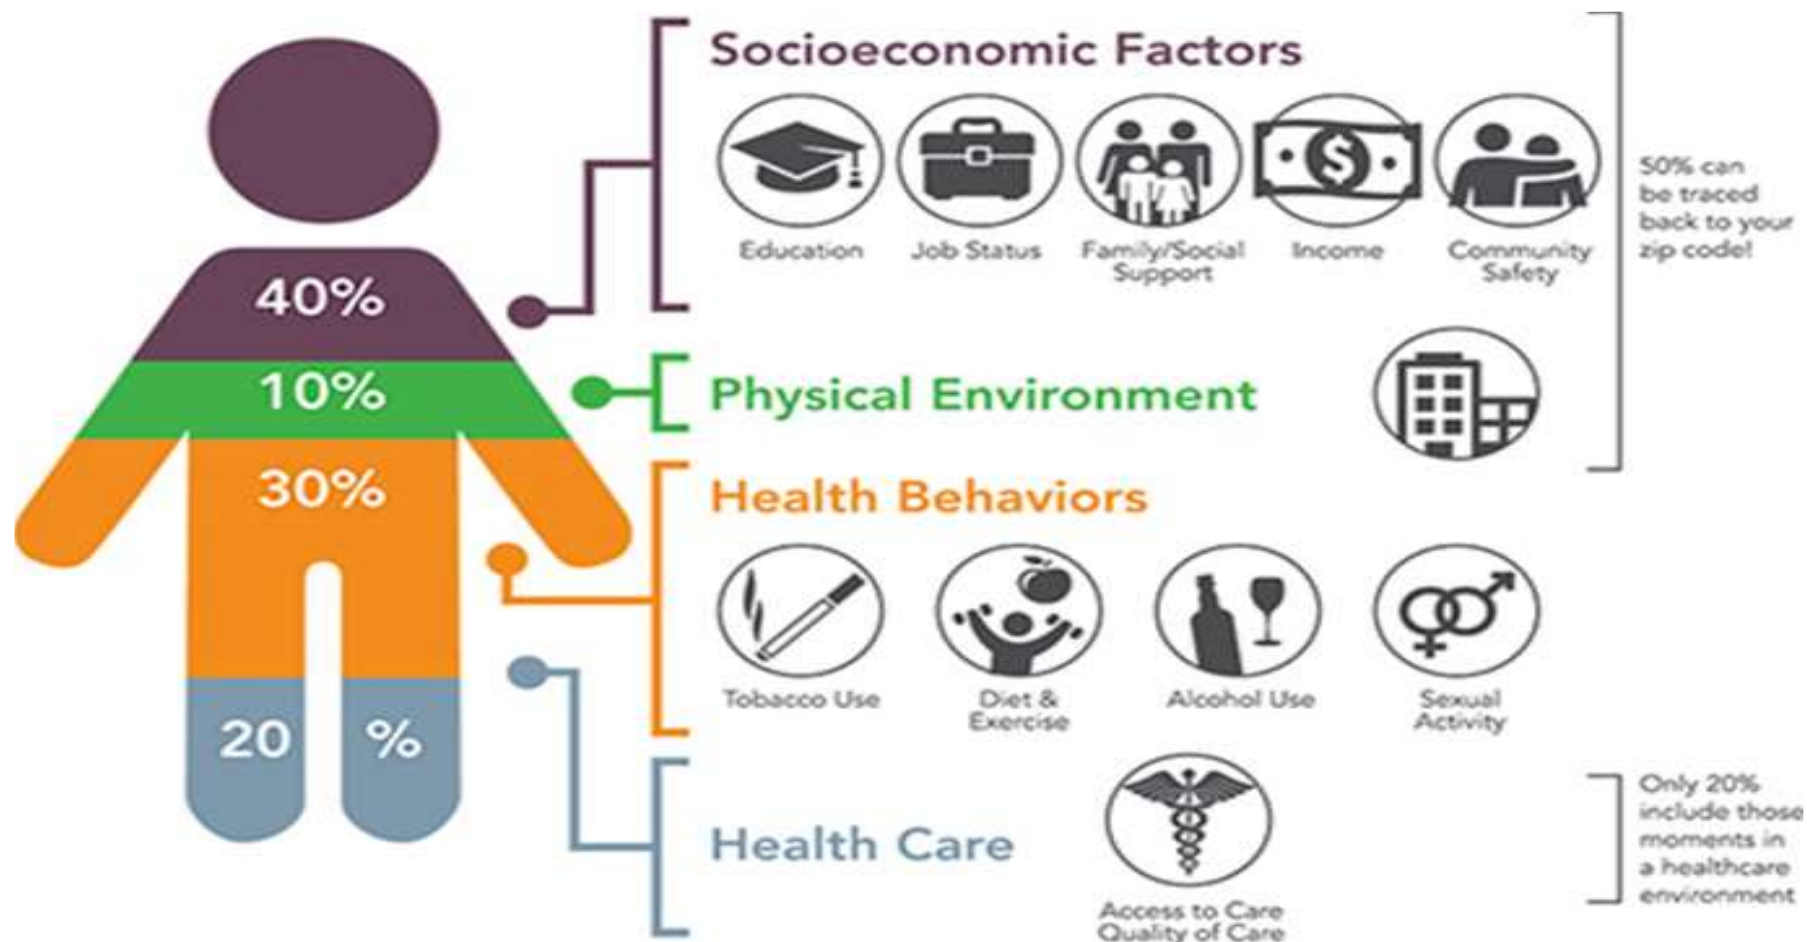 Socioeconomic Factors
Education
Job Status
Family/Social
Support
Income
Community
Safety
50% can
be traced
back to your
zip code!
40%
10%
Physical Environment
30%
Health Behaviors
Tobacco Use
Diet &
Exercise
Alcohol Use
Sexual
Activity
20 %
Health Care
Access to Care
Quality of Care
Only 20%
include those
moments in
a healthcare
environment